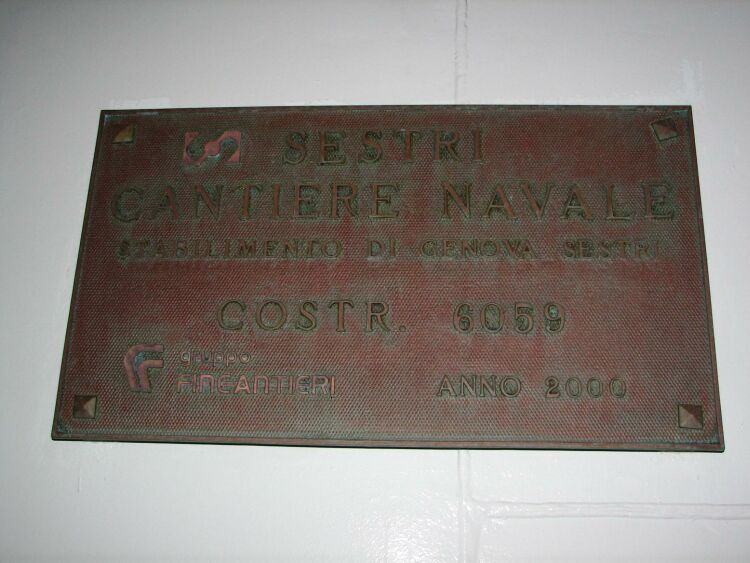 SESTRI
CANTIERE NAVALE
STABILIMENTO DI GENOVA SESTRI
COSTR. 6059
gruppo
FINCANTIERI
ANNO 2000